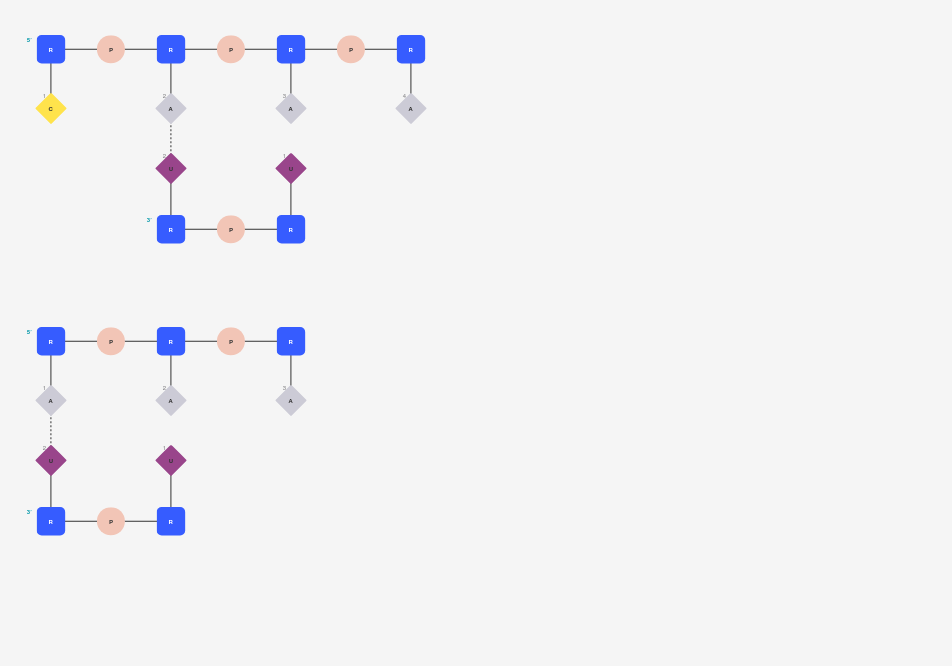 5'
R P R P R P R
1 2 3 4
C A A A
2 1
U U
3'
R P R
5'
R P R P R
1 2 3
A A A
2 1
U U
3'
R P R